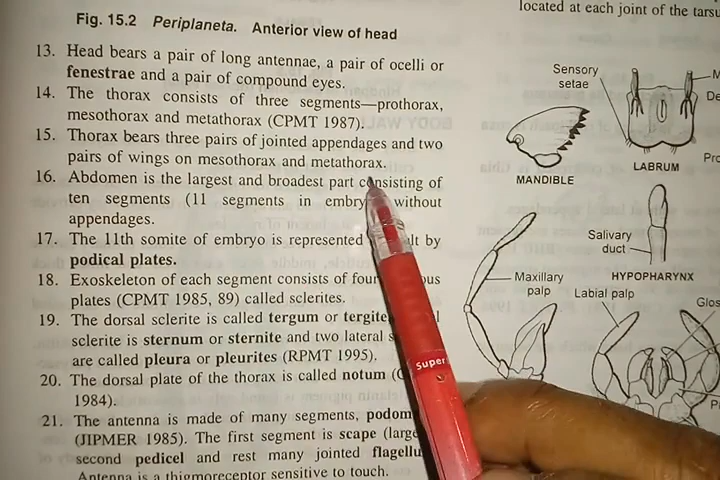 located at each joint of the tarsu
Fig. 15.2 Periplaneta. Anterior view of head
13. Head bears a pair of long antennae, a pair of ocelli or
fenestrae and a pair of compound eyes.
14. The thorax consists of three segments—prothorax,
mesothorax and metathorax (CPMT 1987).
15. Thorax bears three pairs of jointed appendages and two
pairs of wings on mesothorax and metathorax.
16. Abdomen is the largest and broadest part consisting of
ten segments (11 segments in embry without
appendages.
17. The 11th somite of embryo is represented lt by
podical plates.
18. Exoskeleton of each segment consists of four ous
plates (CPMT 1985, 89) called sclerites.
19. The dorsal sclerite is called tergum or tergite l
sclerite is sternum or sternite and two lateral s
are called pleura or pleurites (RPMT 1995).
20. The dorsal plate of the thorax is called notum (
1984).
21. The antenna is made of many segments, podom
(JIPMER 1985). The first segment is scape (large
second pedicel and rest many jointed flagellu
Antenna is a thigmoreceptor sensitive to touch.
Sensory
setae
M
De
Pro
MANDIBLE
LABRUM
Salivary
duct
HYPOPHARYNX
Maxillary
palp
Labial palp
Glos
P
Super